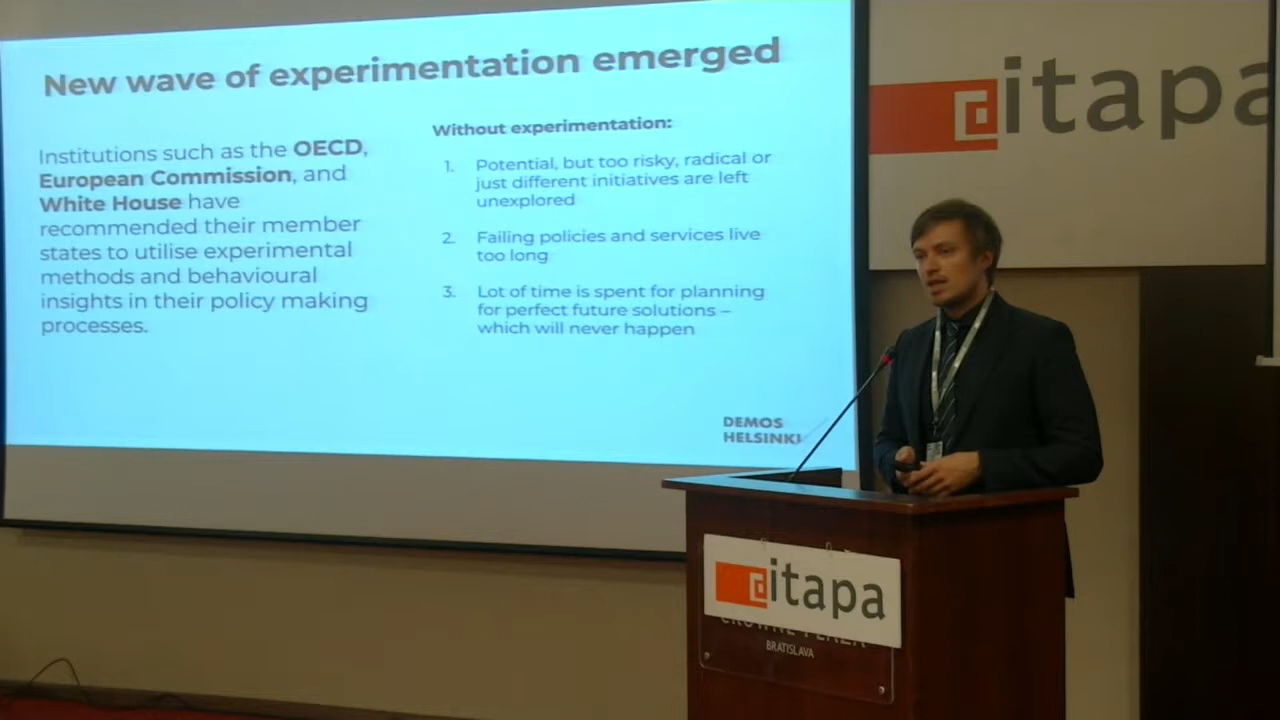 New wave of experimentation emerged
Institutions such as the OECD,
European Commission, and
White House have
recommended their member
states to utilise experimental
methods and behavioural
insights in their policy making
processes.
Without experimentation:
1. Potential, but too risky, radical or
just different initiatives are left
unexplored
2. Failing policies and services live
too long
3. Lot of time is spent for planning
for perfect future solutions –
which will never happen
DEMOS
HELSINKI
itapa
itapa
BRATISLAVA